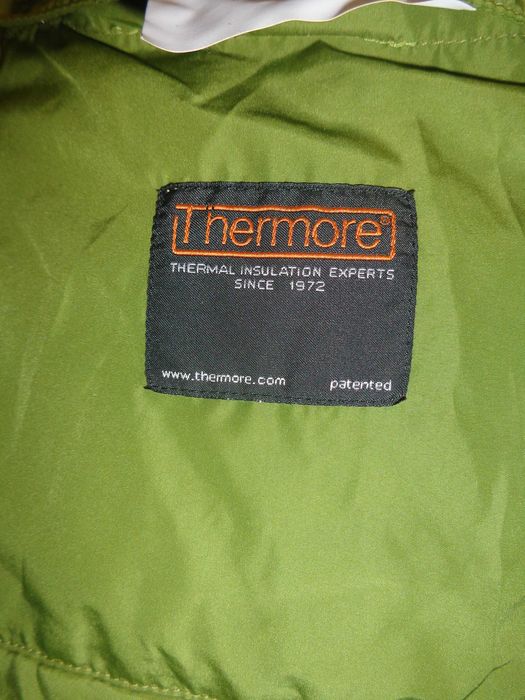 Thermore®
THERMAL INSULATION EXPERTS
SINCE 1972
www.thermore.com patented